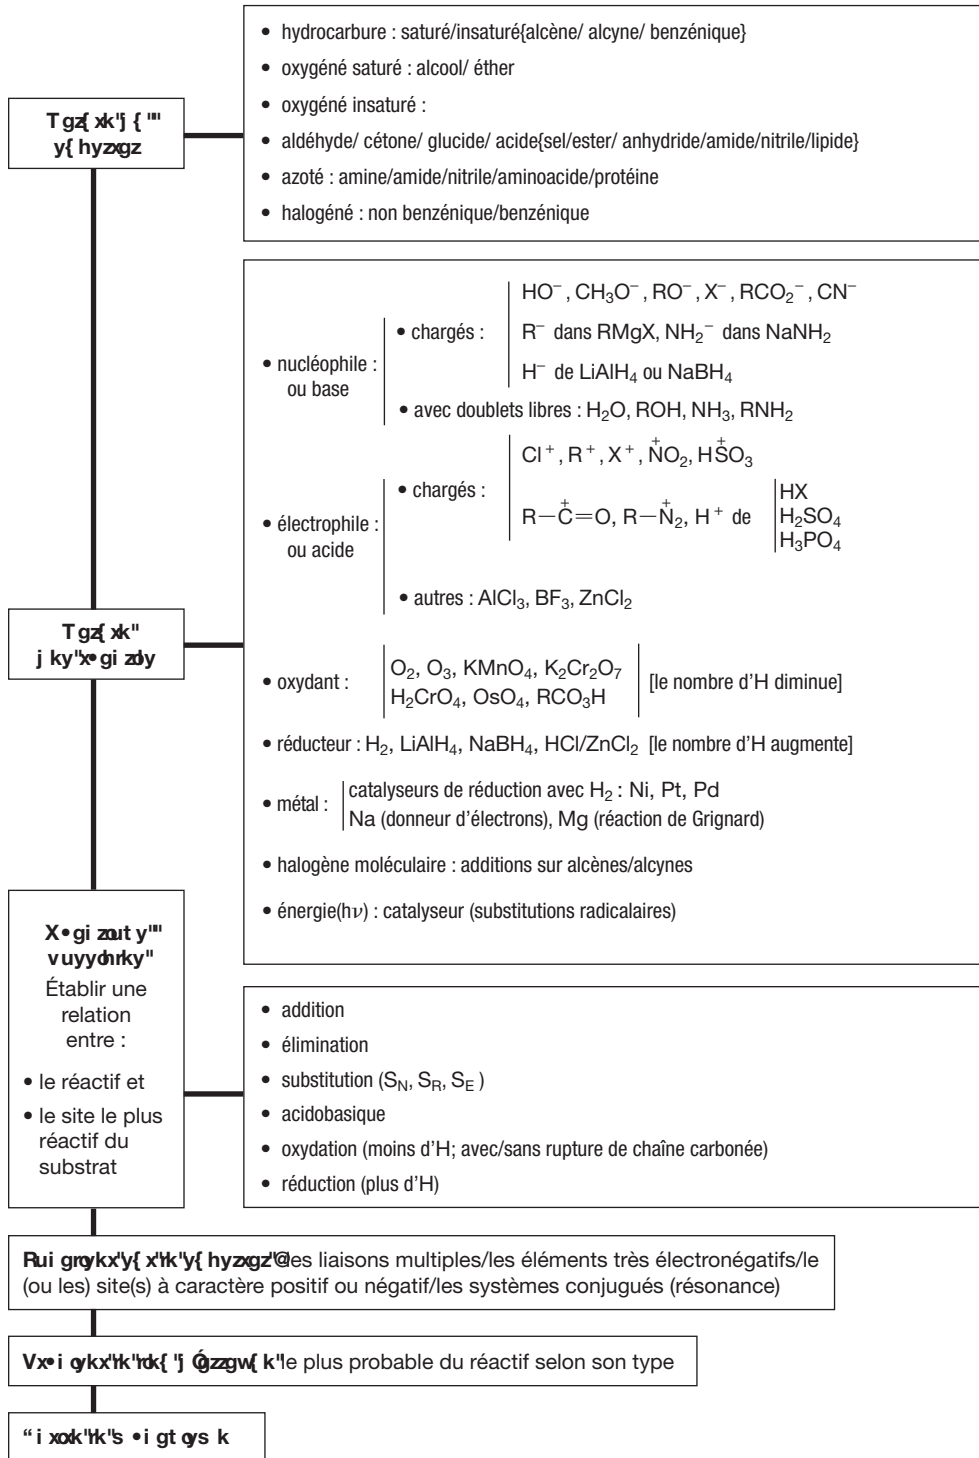 • hydrocarbure : saturé/insaturé{alcène/ alcyne/ benzénique}
• oxygéné saturé : alcool/ éther
• oxygéné insaturé :
• aldéhyde/ cétone/ glucide/ acide{sel/ester/ anhydride/amide/nitrile/lipide}
• azoté : amine/amide/nitrile/aminoacide/protéine
• halogéné : non benzénique/benzénique
• nucléophile :
ou base
• chargés :
HO⁻, CH₃O⁻, RO⁻, X⁻, RCO₂⁻, CN⁻
R⁻ dans RMgX, NH₂⁻ dans NaNH₂
H⁻ de LiAlH₄ ou NaBH₄
• avec doublets libres : H₂O, ROH, NH₃, RNH₂
• électrophile :
ou acide
• chargés :
Cl⁺, R⁺, X⁺, N⁺O₂, HS⁺O₃
R—C⁺=O, R—N⁺₂, H⁺ de
HX
H₂SO₄
H₃PO₄
• autres : AlCl₃, BF₃, ZnCl₂
• oxydant :
O₂, O₃, KMnO₄, K₂Cr₂O₇
H₂CrO₄, OsO₄, RCO₃H
[le nombre d'H diminue]
• réducteur : H₂, LiAlH₄, NaBH₄, HCl/ZnCl₂ [le nombre d'H augmente]
• métal :
catalyseurs de réduction avec H₂ : Ni, Pt, Pd
Na (donneur d'électrons), Mg (réaction de Grignard)
• halogène moléculaire : additions sur alcènes/alcynes
• énergie(hν) : catalyseur (substitutions radicalaires)
Établir une
relation
entre :
• le réactif et
• le site le plus
réactif du
substrat
• addition
• élimination
• substitution (S_N, S_R, S_E )
• acidobasique
• oxydation (moins d'H; avec/sans rupture de chaîne carbonée)
• réduction (plus d'H)
les liaisons multiples/les éléments très électronégatifs/le
(ou les) site(s) à caractère positif ou négatif/les systèmes conjugués (résonance)
le plus probable du réactif selon son type